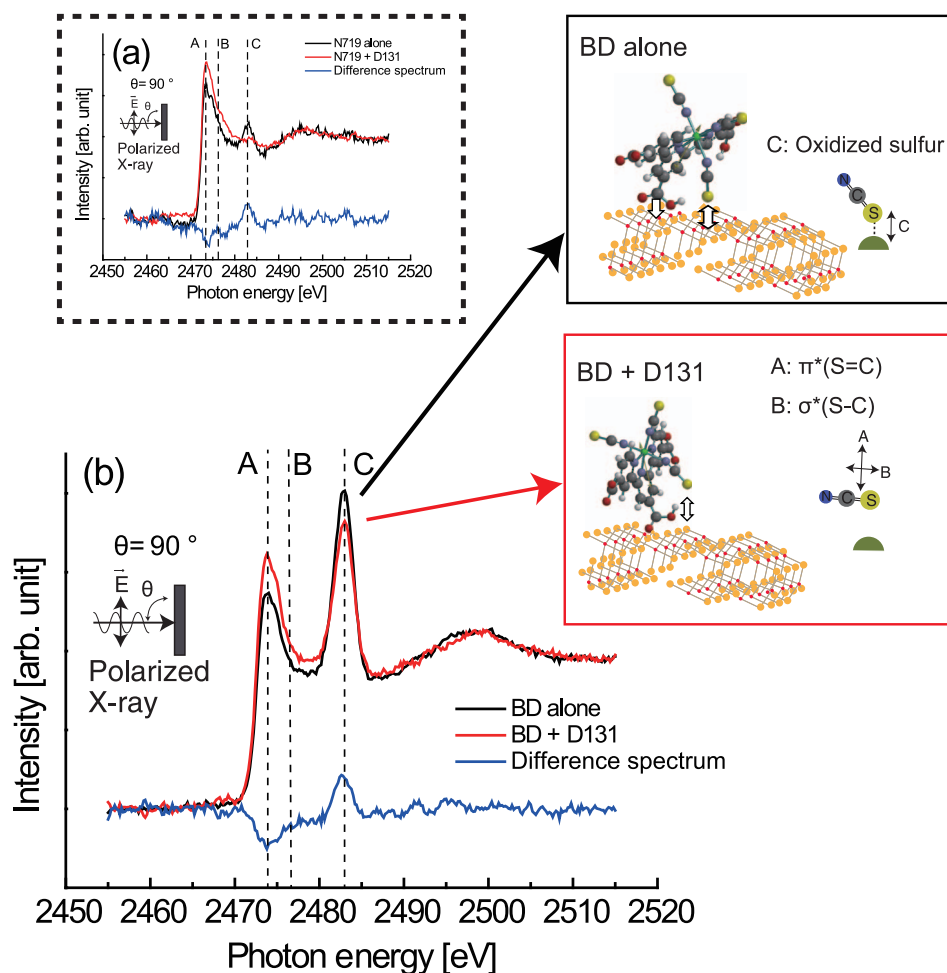 (a)
A B C
N719 alone
N719 + D131
Difference spectrum
θ= 90 °
E
θ
Polarized
X-ray
Intensity [arb. unit]
2450 2460 2470 2480 2490 2500 2510 2520
Photon energy [eV]
BD alone
C: Oxidized sulfur
N
C
S
C
BD + D131
A: π*(S=C)
B: σ*(S-C)
A
B
N C S
(b)
A B C
θ= 90 °
E
θ
Polarized
X-ray
Intensity [arb. unit]
BD alone
BD + D131
Difference spectrum
2450 2460 2470 2480 2490 2500 2510 2520
Photon energy [eV]